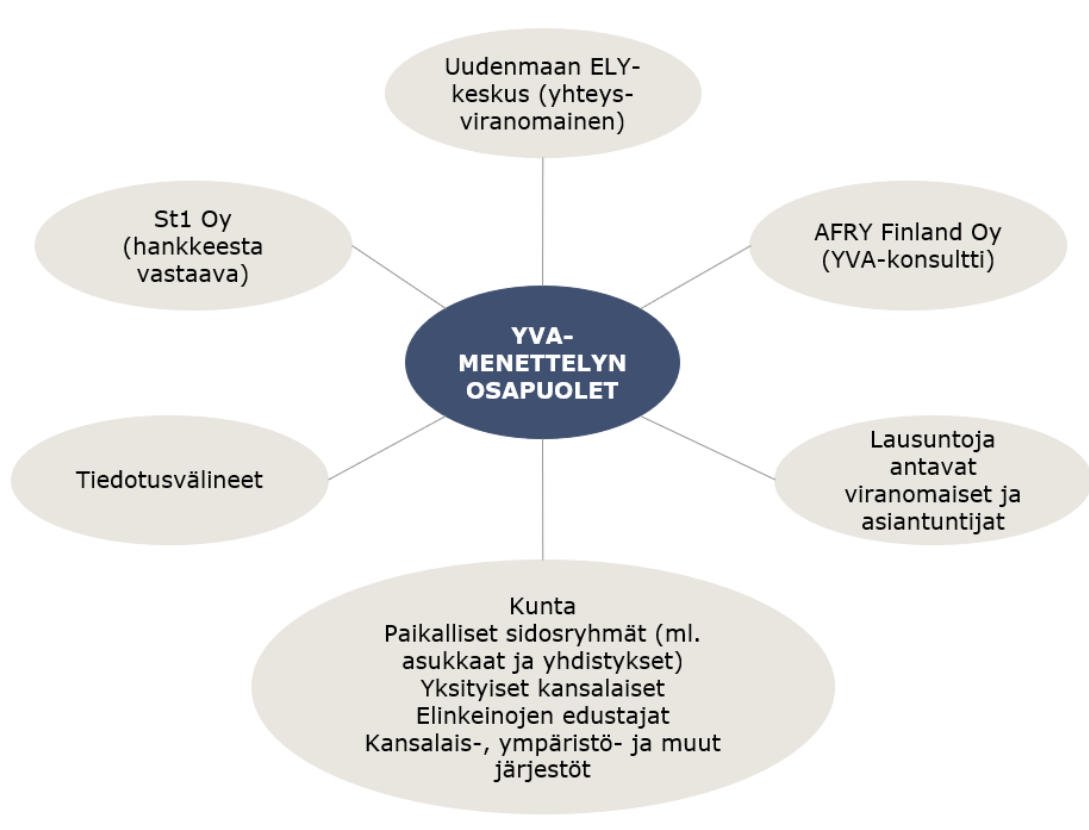 Uudenmaan ELY-
keskus (yhteys-
viranomainen)
St1 Oy
(hankkeesta
vastaava)
AFRY Finland Oy
(YVA-konsultti)
YVA-
MENETTELYN
OSAPUOLET
Tiedotusvälineet
Lausuntoja
antavat
viranomaiset ja
asiantuntijat
Kunta
Paikalliset sidosryhmät (ml.
asukkaat ja yhdistykset)
Yksityiset kansalaiset
Elinkeinojen edustajat
Kansalais-, ympäristö- ja muut
järjestöt